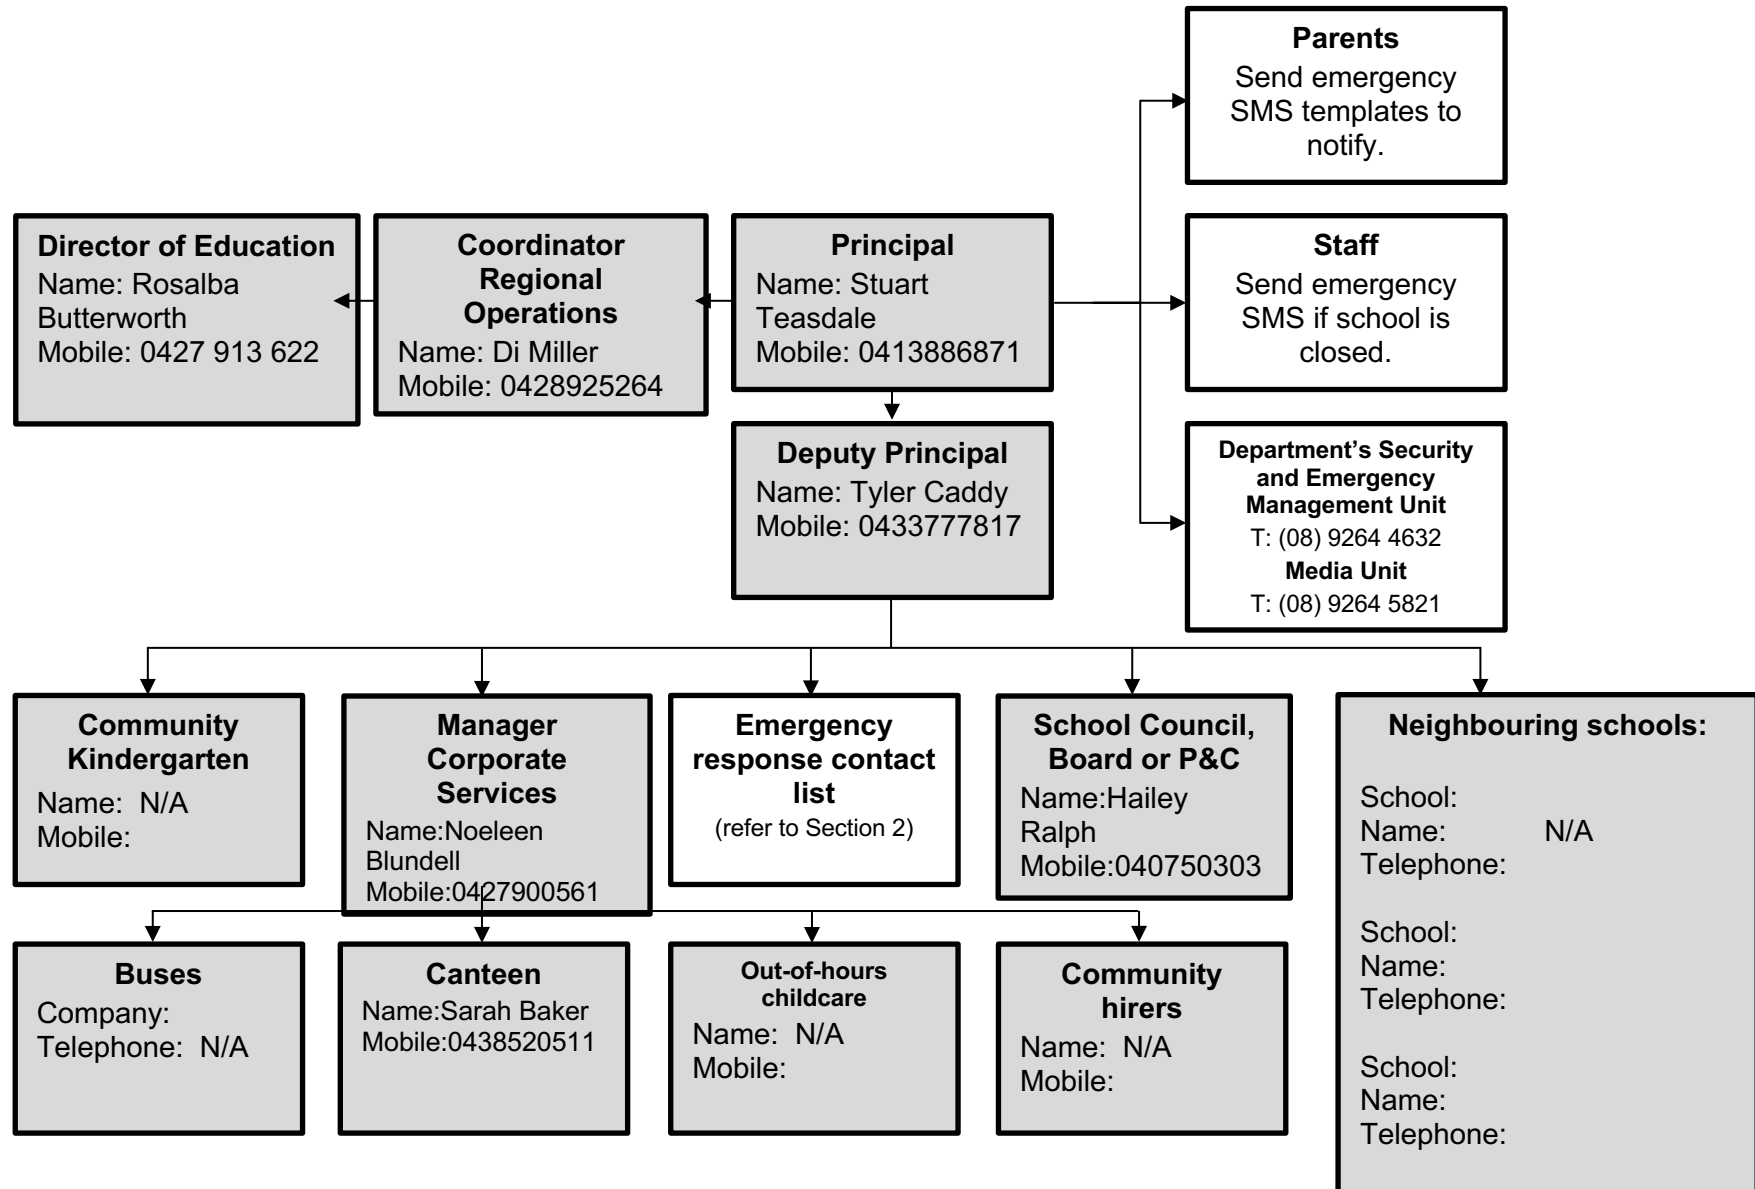 Parents
Send emergency
SMS templates to
notify.
Director of Education
Name: Rosalba
Butterworth
Mobile: 0427 913 622
Coordinator
Regional
Operations
Name: Di Miller
Mobile: 0428925264
Principal
Name: Stuart
Teasdale
Mobile: 0413886871
Staff
Send emergency
SMS if school is
closed.
Deputy Principal
Name: Tyler Caddy
Mobile: 0433777817
Department’s Security
and Emergency
Management Unit
T: (08) 9264 4632
Media Unit
T: (08) 9264 5821
Community
Kindergarten
Name: N/A
Mobile:
Manager
Corporate
Services
Name:Noeleen
Blundell
Mobile:0427900561
Emergency
response contact
list
(refer to Section 2)
School Council,
Board or P&C
Name:Hailey
Ralph
Mobile:040750303
Neighbouring schools:
School:
Name: N/A
Telephone:
School:
Name:
Telephone:
School:
Name:
Telephone:
Buses
Company:
Telephone: N/A
Canteen
Name:Sarah Baker
Mobile:0438520511
Out-of-hours
childcare
Name: N/A
Mobile:
Community
hirers
Name: N/A
Mobile: